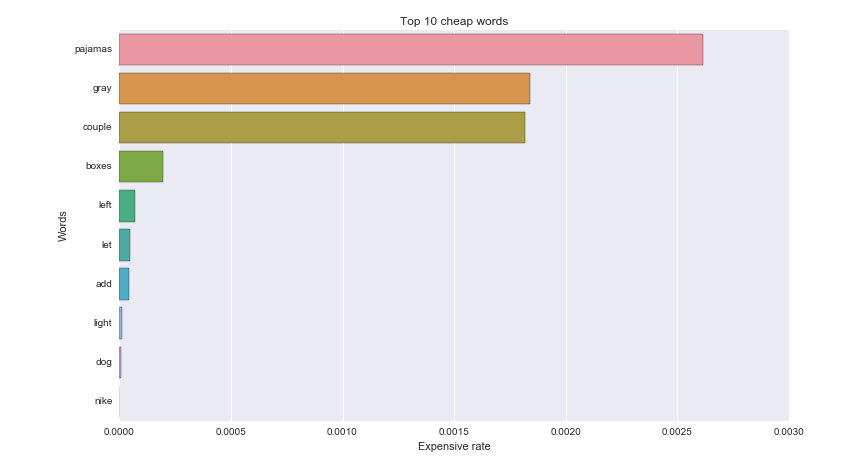 Top 10 cheap words
pajamas
gray
couple
boxes
left
let
add
light
dog
nike
Words
0.0000 0.0005 0.0010 0.0015 0.0020 0.0025 0.0030
Expensive rate